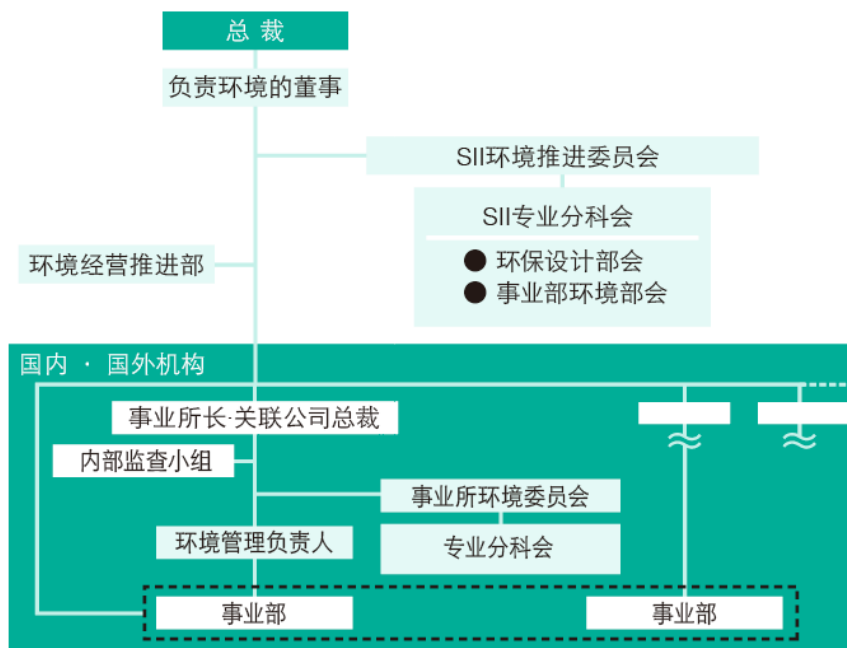 总 裁
负责环境的董事
SII环境推进委员会
SII专业分科会
● 环保设计部会
● 事业部环境部会
环境经营推进部
国内 · 国外机构
事业所长·关联公司总裁
内部监查小组
事业所环境委员会
专业分科会
环境管理负责人
事业部
事业部